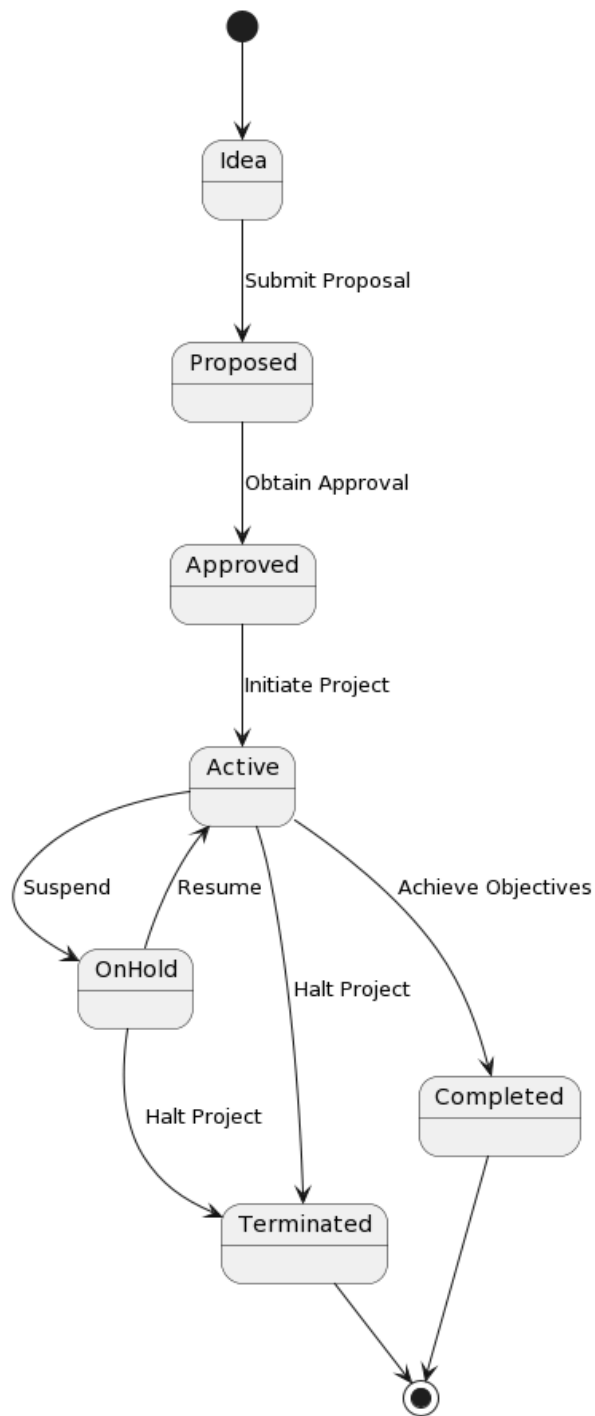 Idea
Submit Proposal
Proposed
Obtain Approval
Approved
Initiate Project
Active
Suspend
Resume
Achieve Objectives
OnHold
Halt Project
Completed
Halt Project
Terminated